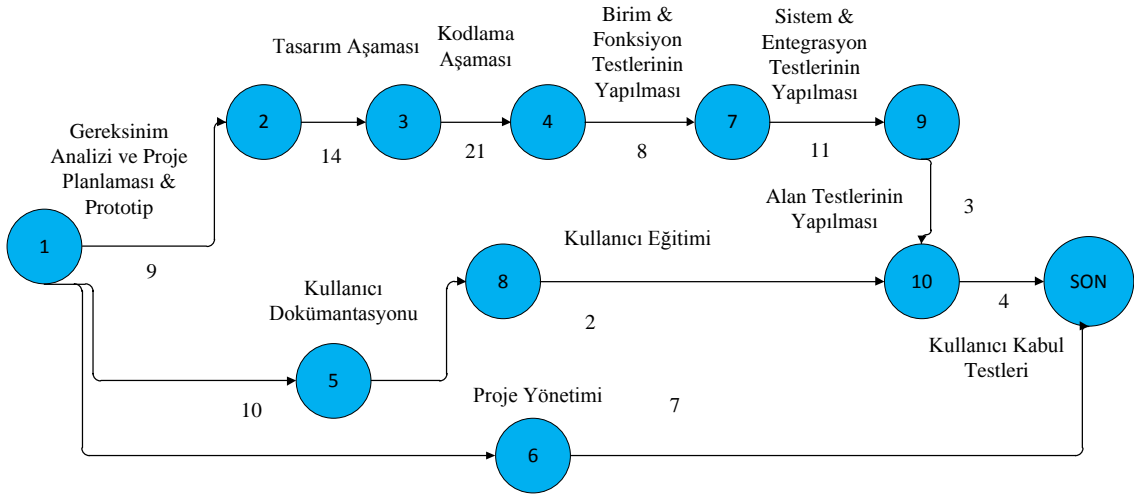 Tasarım Aşaması
Kodlama
Aşaması
Birim &
Fonksiyon
Testlerinin
Yapılması
Sistem &
Entegrasyon
Testlerinin
Yapılması
Gereksinim
Analizi ve Proje
Planlaması &
Prototip
2
3
4
7
9
14
21
8
11
Alan Testlerinin
Yapılması
3
1
9
Kullanıcı Eğitimi
8
2
10
4
SON
Kullanıcı
Dokümantasyonu
Kullanıcı Kabul
Testleri
5
10
Proje Yönetimi
7
6